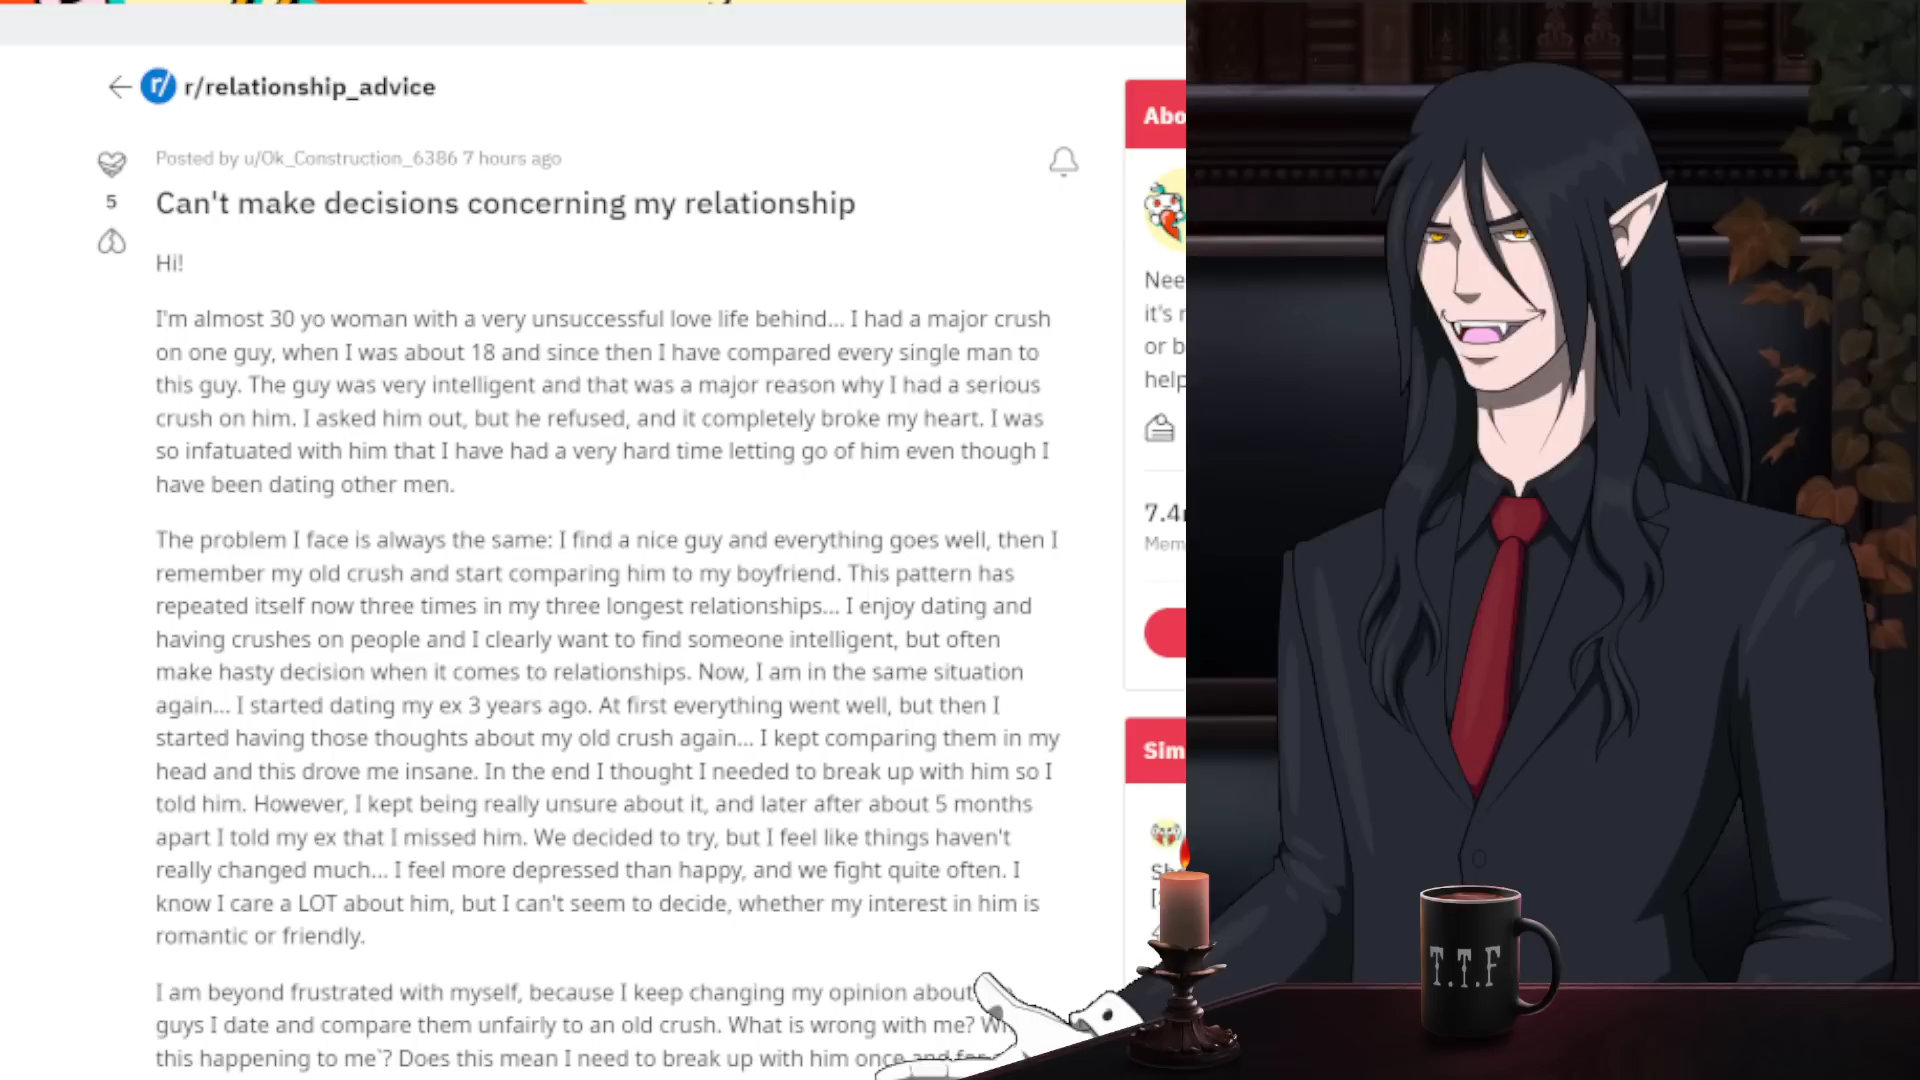 r/ r/relationship_advice
Posted by u/Ok_Construction_6386 7 hours ago
5
Can't make decisions concerning my relationship
Hi!
I'm almost 30 yo woman with a very unsuccessful love life behind... I had a major crush
on one guy, when I was about 18 and since then I have compared every single man to
this guy. The guy was very intelligent and that was a major reason why I had a serious
crush on him. I asked him out, but he refused, and it completely broke my heart. I was
so infatuated with him that I have had a very hard time letting go of him even though I
have been dating other men.
The problem I face is always the same: I find a nice guy and everything goes well, then I
remember my old crush and start comparing him to my boyfriend. This pattern has
repeated itself now three times in my three longest relationships... I enjoy dating and
having crushes on people and I clearly want to find someone intelligent, but often
make hasty decision when it comes to relationships. Now, I am in the same situation
again... I started dating my ex 3 years ago. At first everything went well, but then I
started having those thoughts about my old crush again... I kept comparing them in my
head and this drove me insane. In the end I thought I needed to break up with him so I
told him. However, I kept being really unsure about it, and later after about 5 months
apart I told my ex that I missed him. We decided to try, but I feel like things haven't
really changed much... I feel more depressed than happy, and we fight quite often. I
know I care a LOT about him, but I can't seem to decide, whether my interest in him is
romantic or friendly.
I am beyond frustrated with myself, because I keep changing my opinion about
guys I date and compare them unfairly to an old crush. What is wrong with me?
this happening to me`? Does this mean I need to break up with him once
Abo
Nee
it's
or b
help
7.4
Mem
Sim
T.T.F